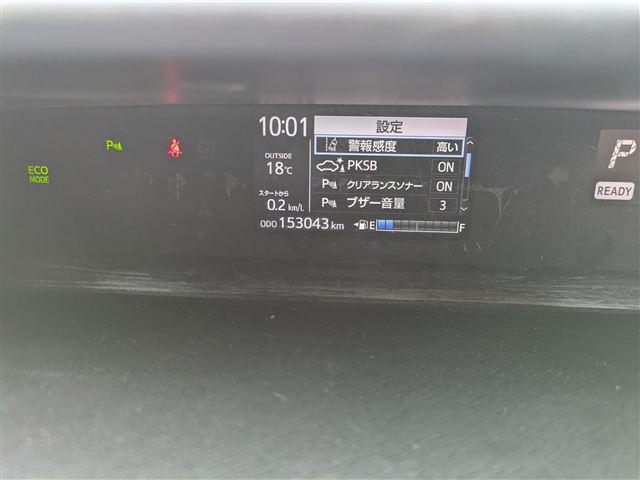 10:01
設定
警報感度 高い
OUTSIDE
18℃
PKSB ON
クリアランスソナー ON
スタートから
0.2 km/L
ブザー音量 3
ODO 153043 km
E F
P
ECO
MODE
P
READY